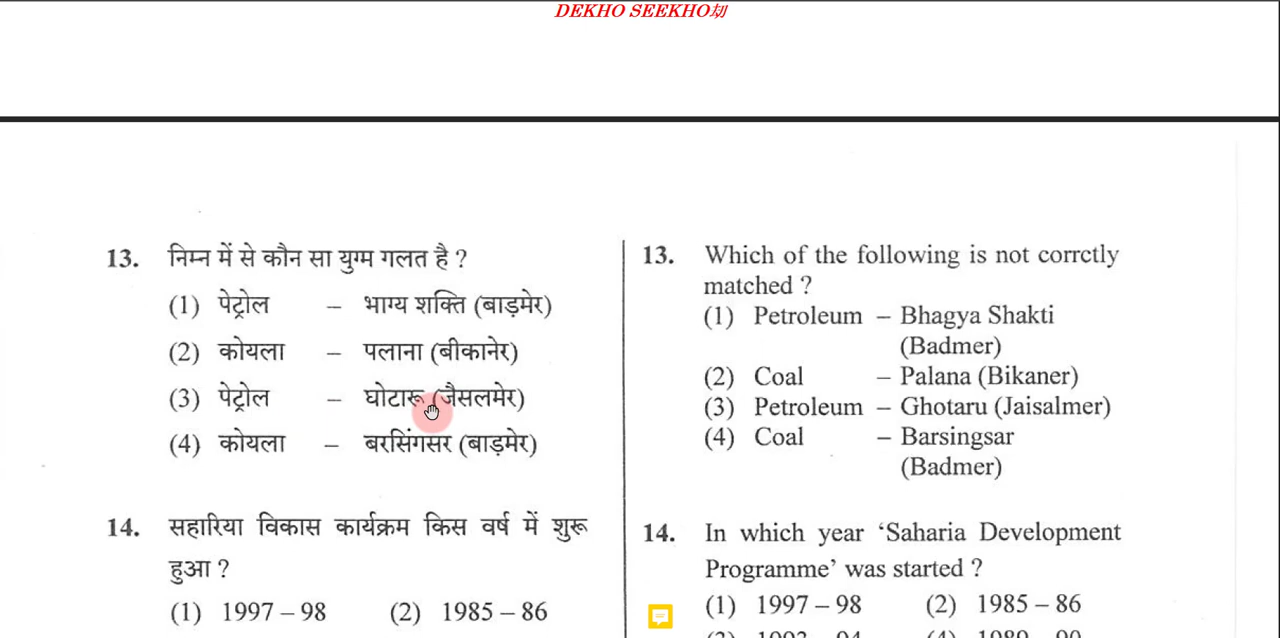 DEKHO SEEKHO
13. निम्न में से कौन सा युग्म गलत है ?
(1) पेट्रोल – भाग्य शक्ति (बाड़मेर)
(2) कोयला – पलाना (बीकानेर)
(3) पेट्रोल – घोटारू (जैसलमेर)
(4) कोयला – बरसिंगसर (बाड़मेर)
14. सहारिया विकास कार्यक्रम किस वर्ष में शुरू
हुआ ?
(1) 1997 – 98 (2) 1985 – 86
13. Which of the following is not corrctly
matched ?
(1) Petroleum – Bhagya Shakti
(Badmer)
(2) Coal – Palana (Bikaner)
(3) Petroleum – Ghotaru (Jaisalmer)
(4) Coal – Barsingsar
(Badmer)
14. In which year ‘Saharia Development
Programme’ was started ?
(1) 1997 – 98 (2) 1985 – 86